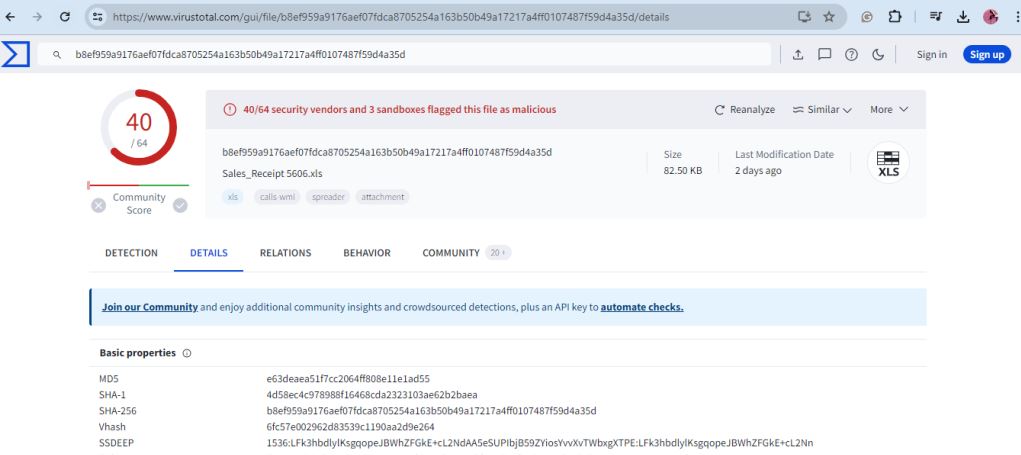 https://www.virustotal.com/gui/file/b8ef959a9176aef07fdca8705254a163b50b49a17217a4ff0107487f59d4a35d/details
b8ef959a9176aef07fdca8705254a163b50b49a17217a4ff0107487f59d4a35d
Sign in
Sign up
40
/ 64
Community
Score
40/64 security vendors and 3 sandboxes flagged this file as malicious
Reanalyze
Similar
More
b8ef959a9176aef07fdca8705254a163b50b49a17217a4ff0107487f59d4a35d
Sales_Receipt 5606.xls
xls
calls-wmi
spreader
attachment
Size
82.50 KB
Last Modification Date
2 days ago
XLS
DETECTION
DETAILS
RELATIONS
BEHAVIOR
COMMUNITY 20 +
Join our Community and enjoy additional community insights and crowdsourced detections, plus an API key to automate checks.
Basic properties
MD5 e63deaea51f7cc2064ff808e11e1ad55
SHA-1 4d58ec4c978988f16468cda2323103ae62b2baea
SHA-256 b8ef959a9176aef07fdca8705254a163b50b49a17217a4ff0107487f59d4a35d
Vhash 6fc57e002962d83539c1190aa2d9e264
SSDEEP 1536:LFk3hbdlylKsgqopeJBWhZFGkE+cL2NdAA5eSUPIbjB59ZYiosYvvXvTWbxgXTPE:LFk3hbdlylKsgqopeJBWhZFGkE+cL2Nn